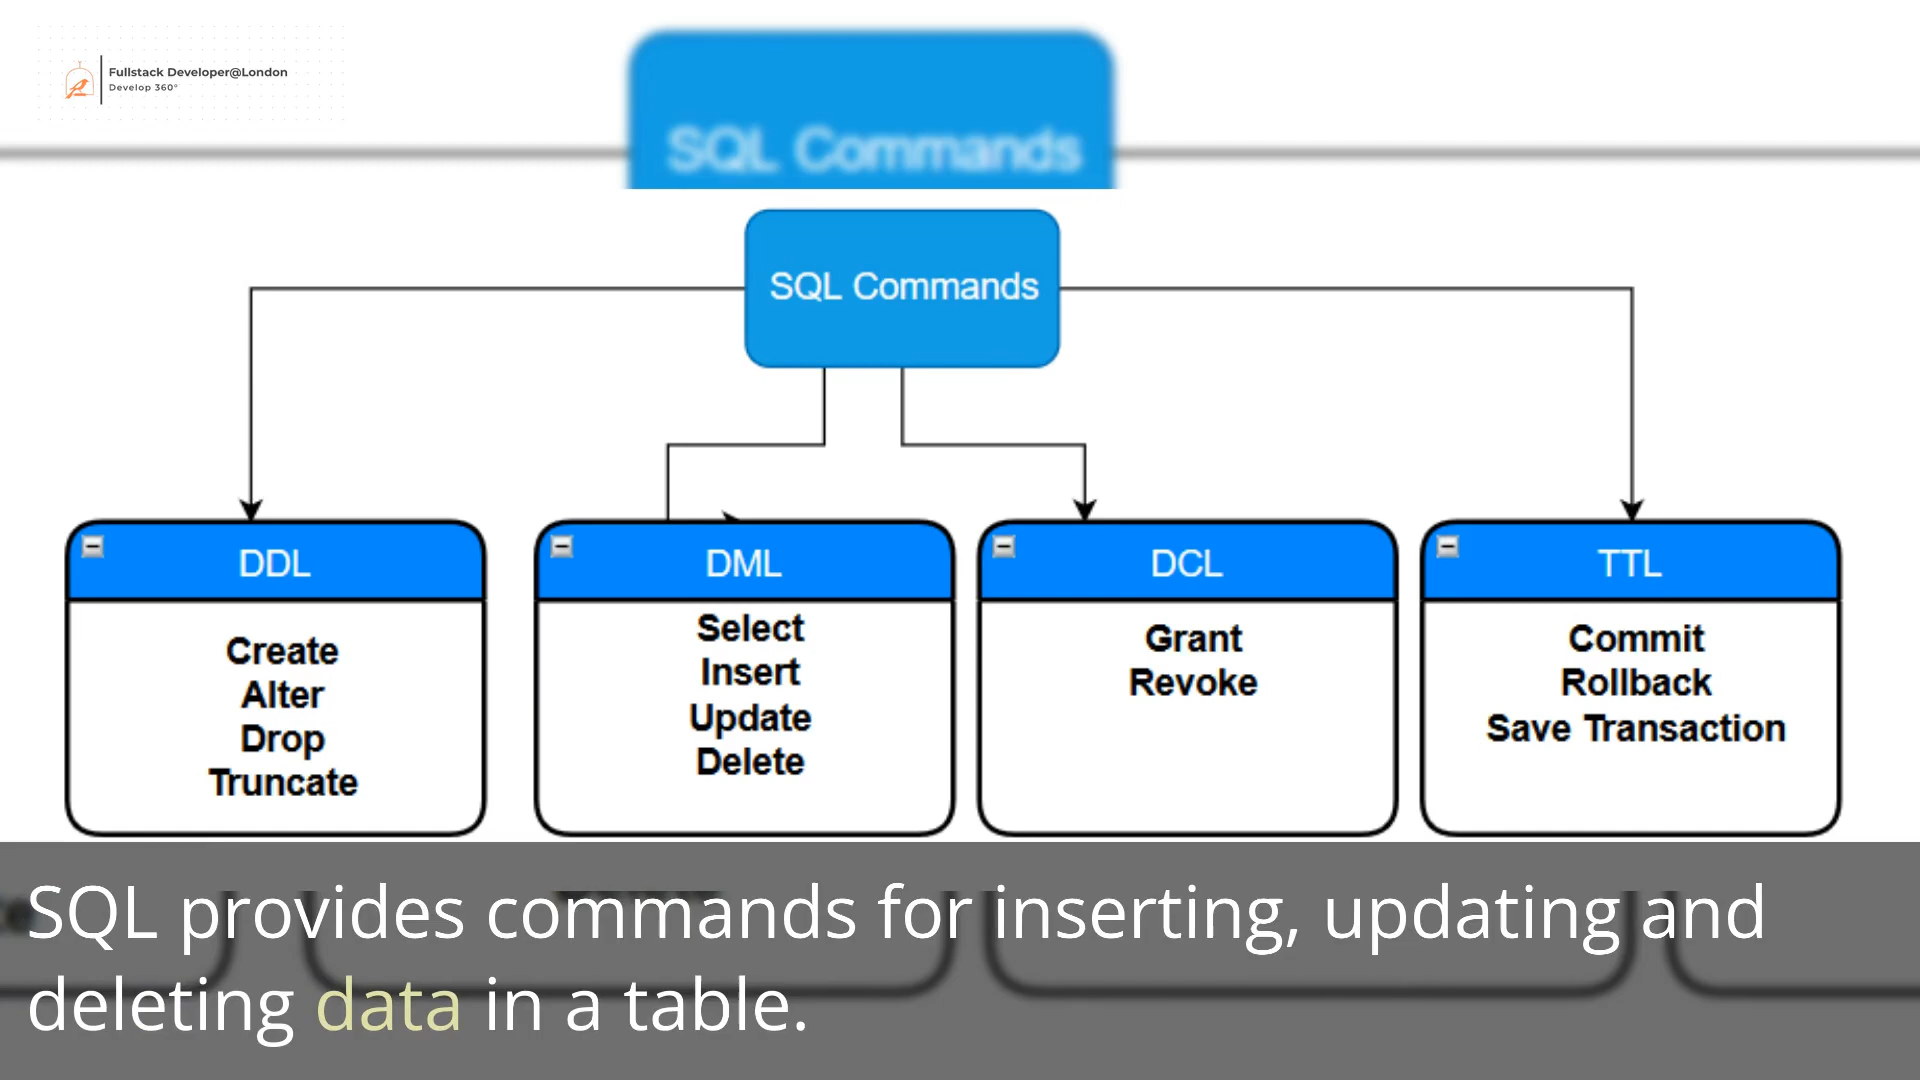 Fullstack Developer@London
Develop 360°
SQL Commands
SQL Commands
DDL
Create
Alter
Drop
Truncate
DML
Select
Insert
Update
Delete
DCL
Grant
Revoke
TTL
Commit
Rollback
Save Transaction
SQL provides commands for inserting, updating and
deleting data in a table.